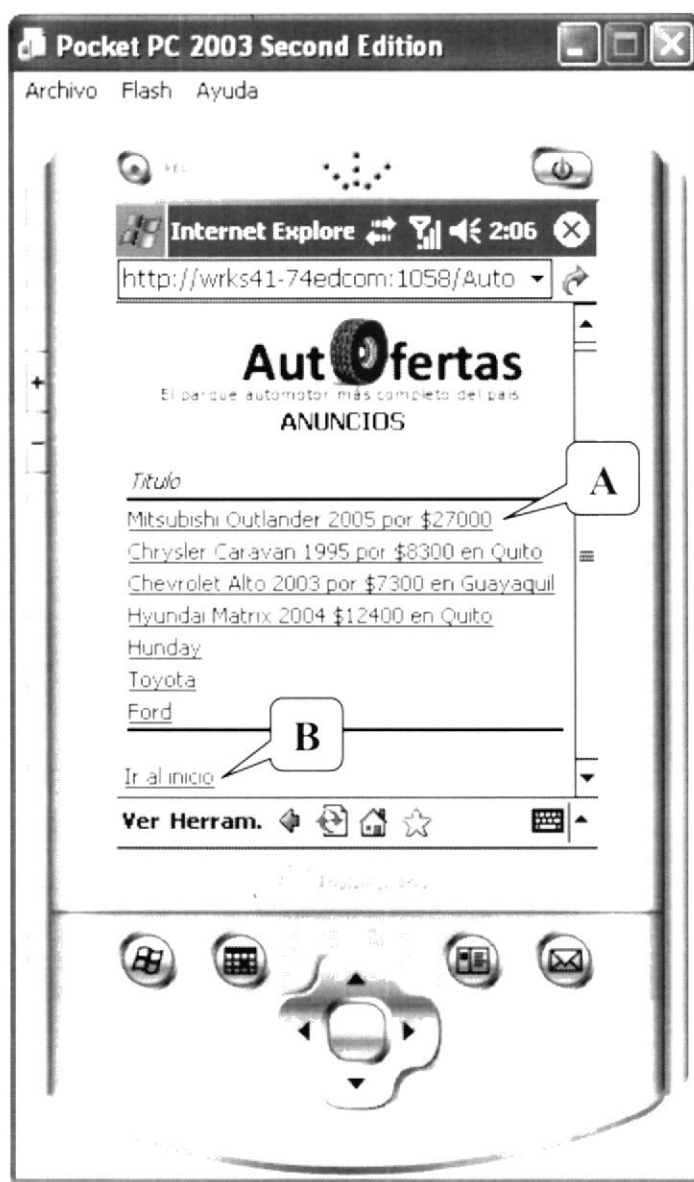 Pocket PC 2003 Second Edition
Archivo Flash Ayuda
Internet Explore 2:06
http://wrks41-74edcom:1058/Auto
AutOfertas
El parque automotor más completo del país
ANUNCIOS
Título
A
Mitsubishi Outlander 2005 por $27000
Chrysler Caravan 1995 por $8300 en Quito
Chevrolet Alto 2003 por $7300 en Guayaquil
Hyundai Matrix 2004 $12400 en Quito
Hunday
Toyota
Ford
B
Ir al inicio
Ver Herram.